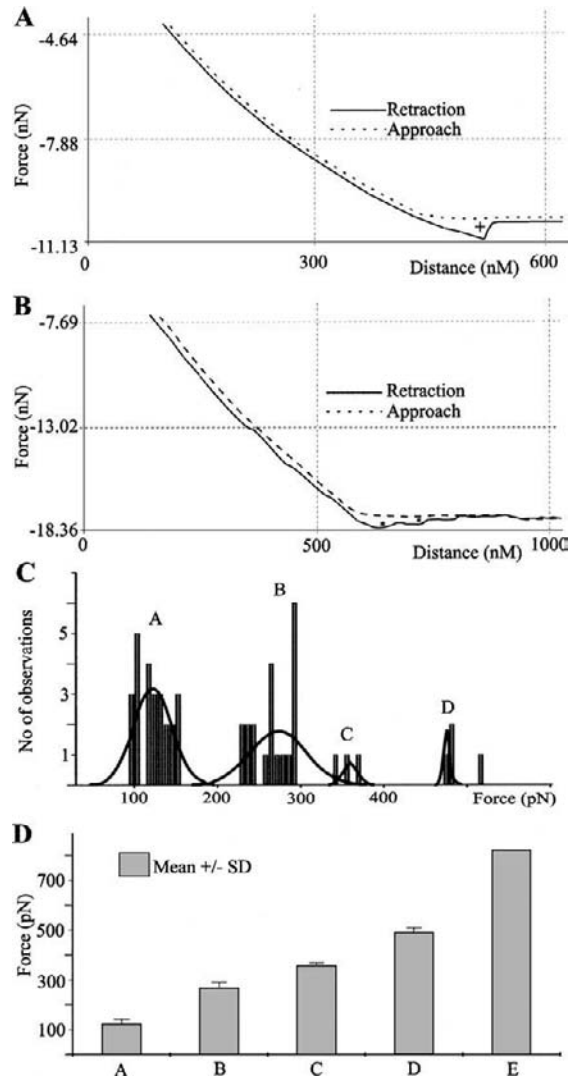 A
Force (nN)
-4.64
-7.88
-11.13
Retraction
Approach
+
0
300
600
Distance (nM)
B
Force (nN)
-7.69
-13.02
-18.36
Retraction
Approach
0
500
1000
Distance (nM)
C
No of observations
5
3
1
A
B
C
D
100
200
300
400
Force (pN)
D
Force (pN)
700
500
300
100
Mean +/- SD
A
B
C
D
E